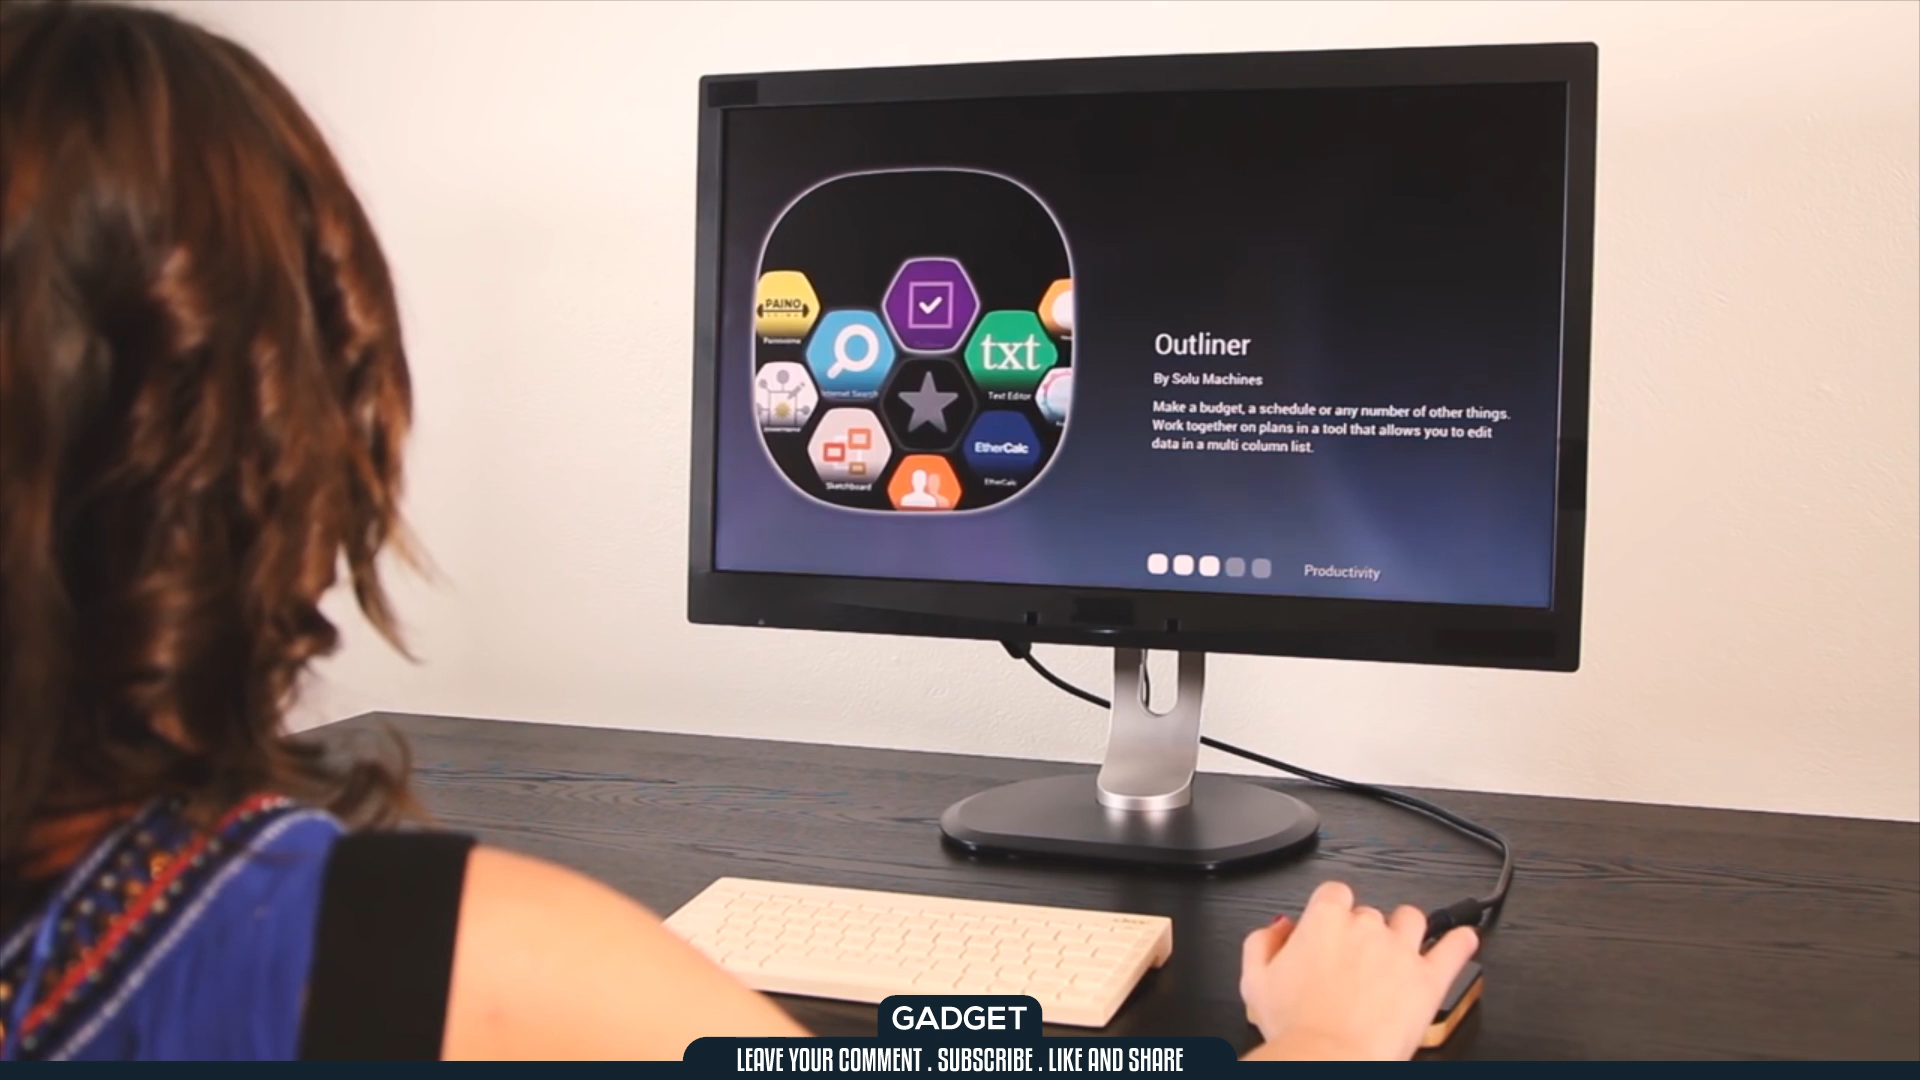 PAINO
Internet Search
txt
Text Editor
EtherCalc
EtherCalc
Sketchboard
Outliner
By Solu Machines
Make a budget, a schedule or any number of other things.
Work together on plans in a tool that allows you to edit
data in a multi column list.
Productivity
GADGET
LEAVE YOUR COMMENT . SUBSCRIBE . LIKE AND SHARE